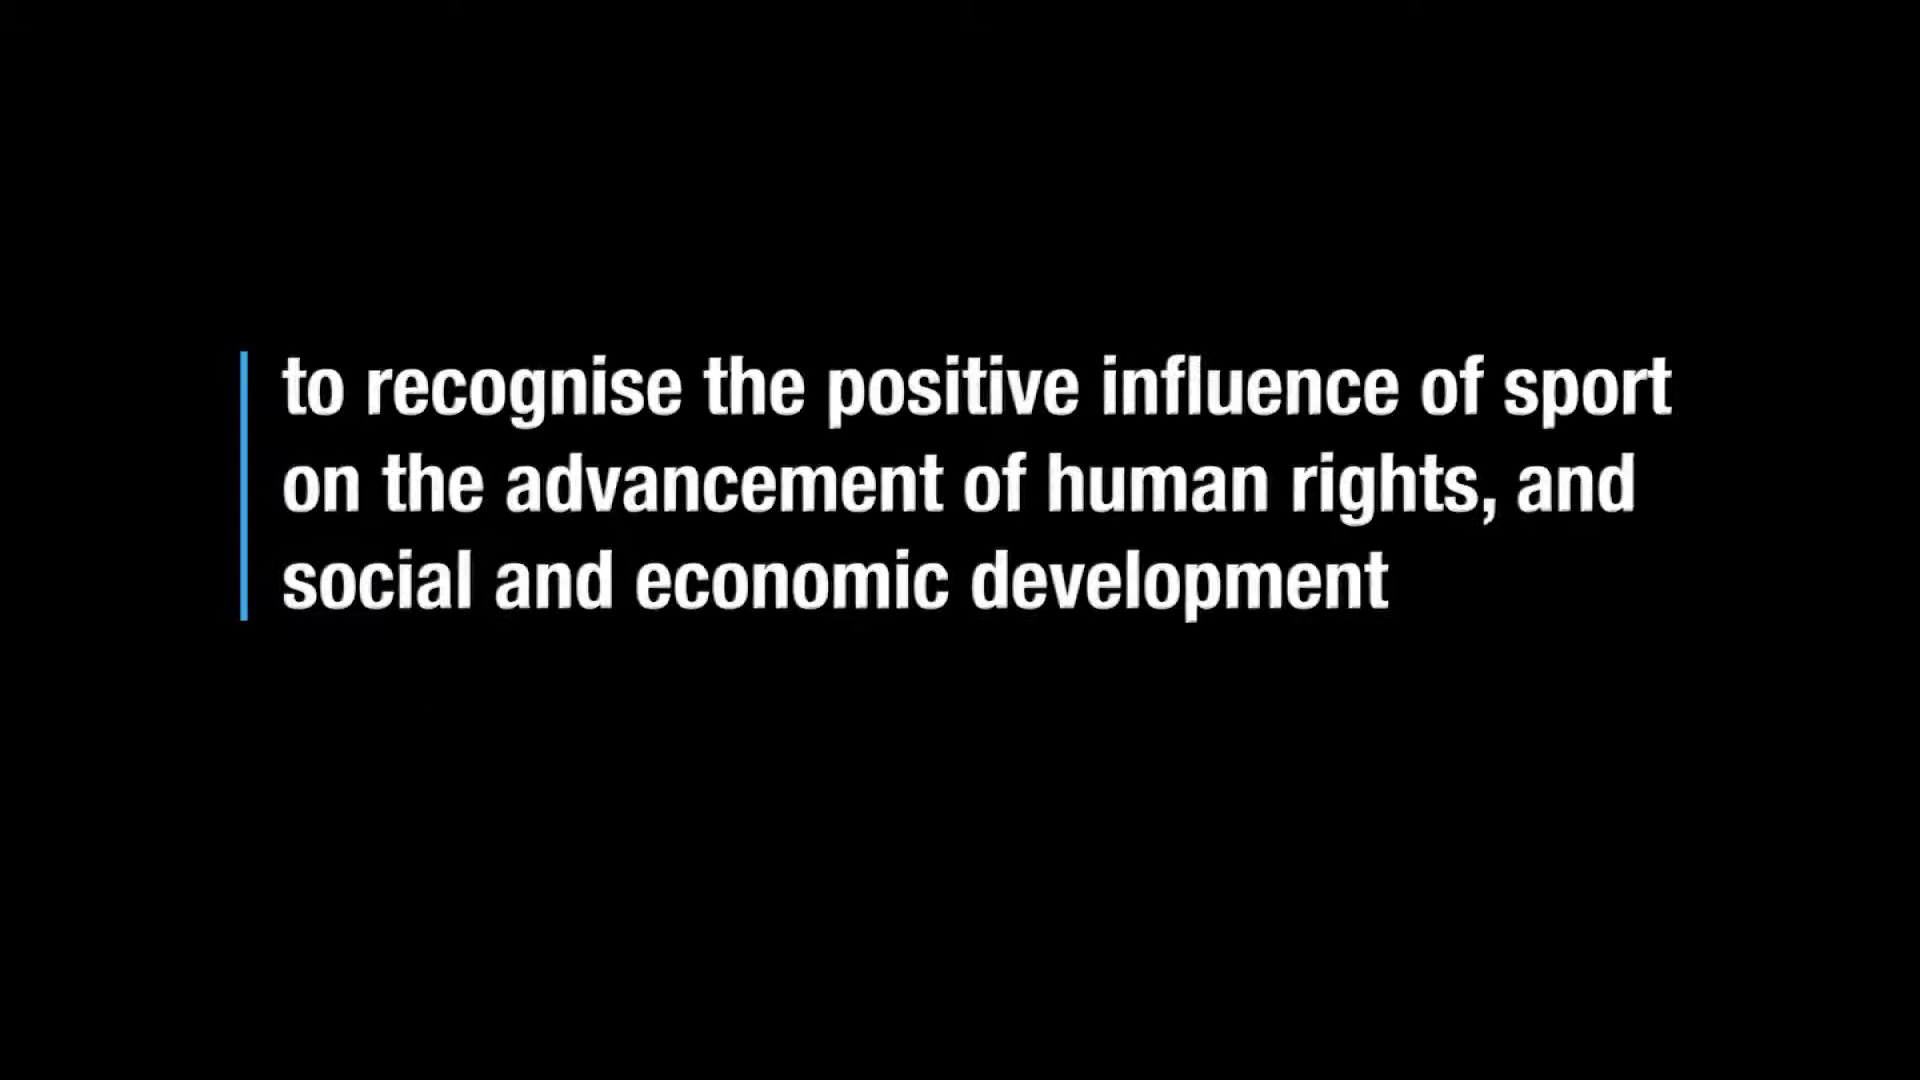 to recognise the positive influence of sport
on the advancement of human rights, and
social and economic development